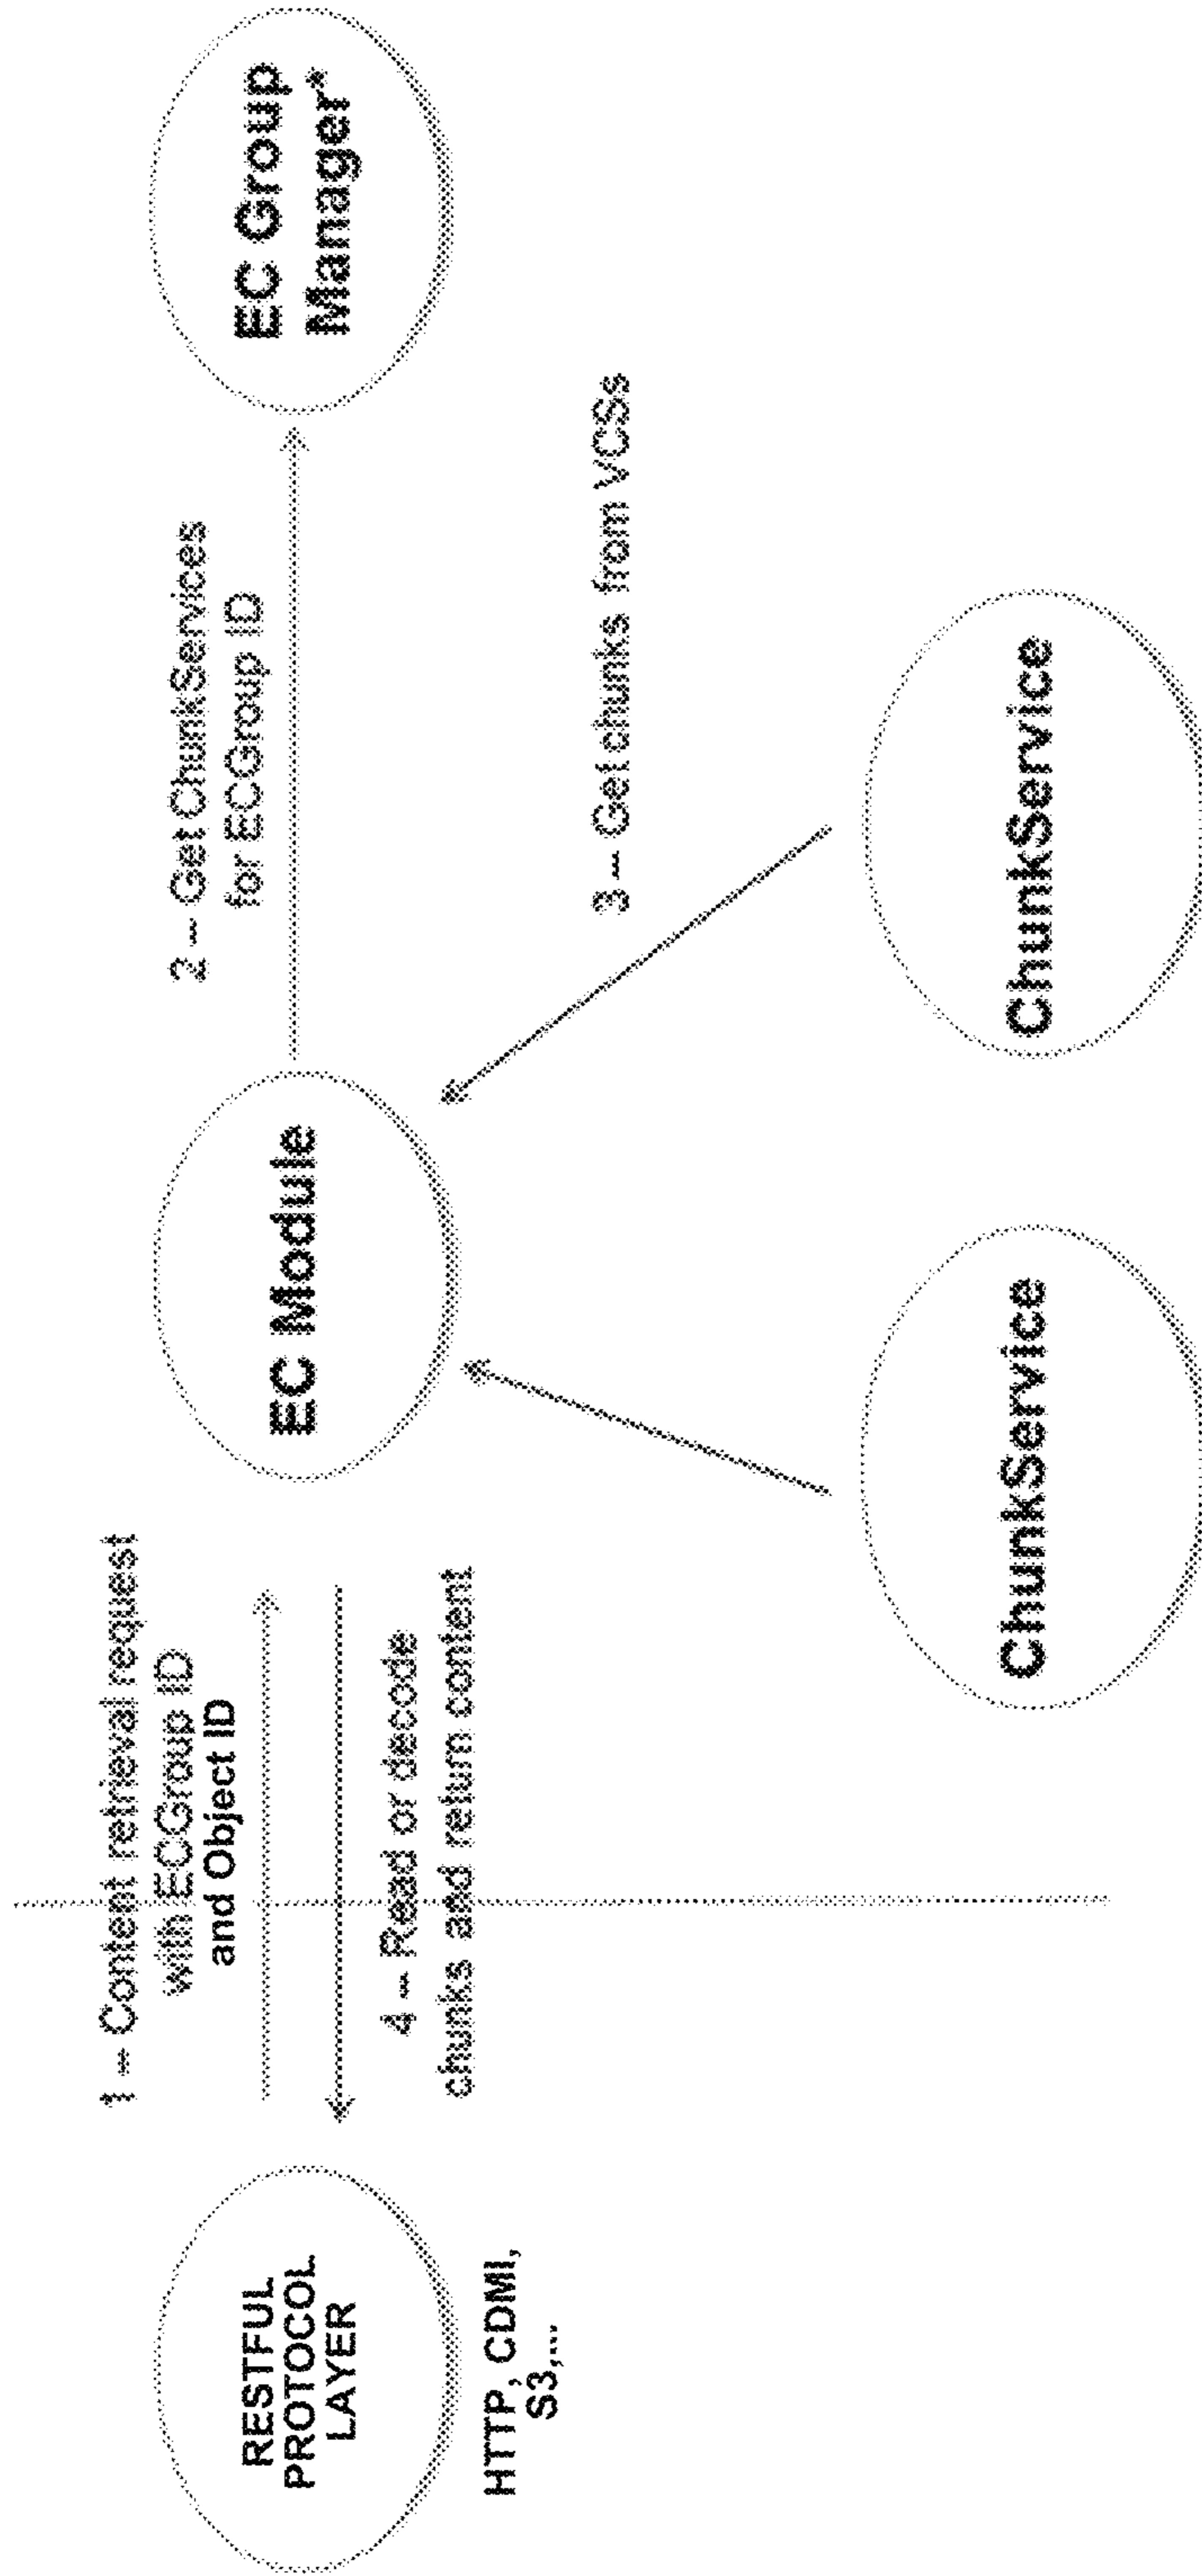 1 – Content retrieval request
with ECGroup ID
and Object ID
2 – Get ChunkServices
for ECGroup ID
RESTFUL
PROTOCOL
LAYER
EC Module
EC Group
Manager*
4 – Read or decode
chunks and return content
3 – Get chunks from VCSs
HTTP, CDMI,
S3,...
ChunkService
ChunkService